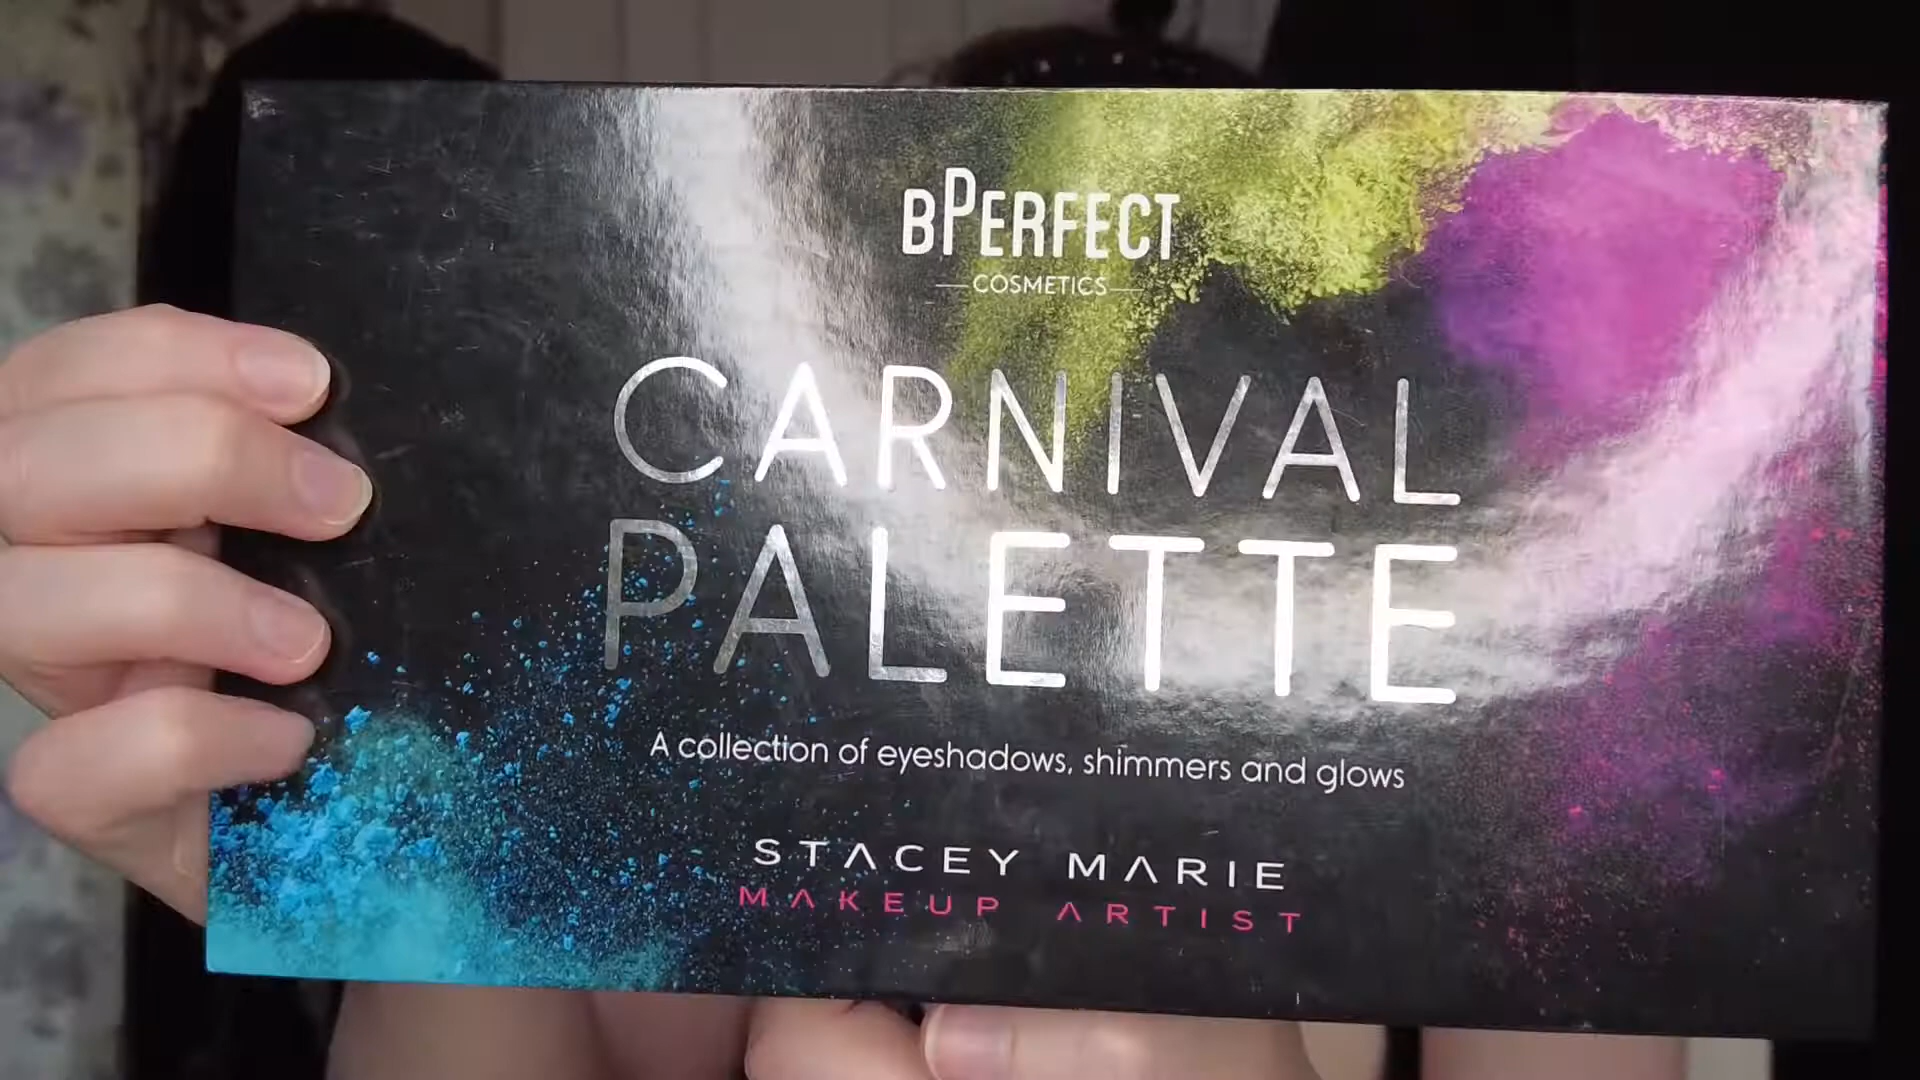 BPERFECT
COSMETICS
CARNIVAL
PALETTE
A collection of eyeshadows, shimmers and glows
STACEY MARIE
MAKEUP ARTIST